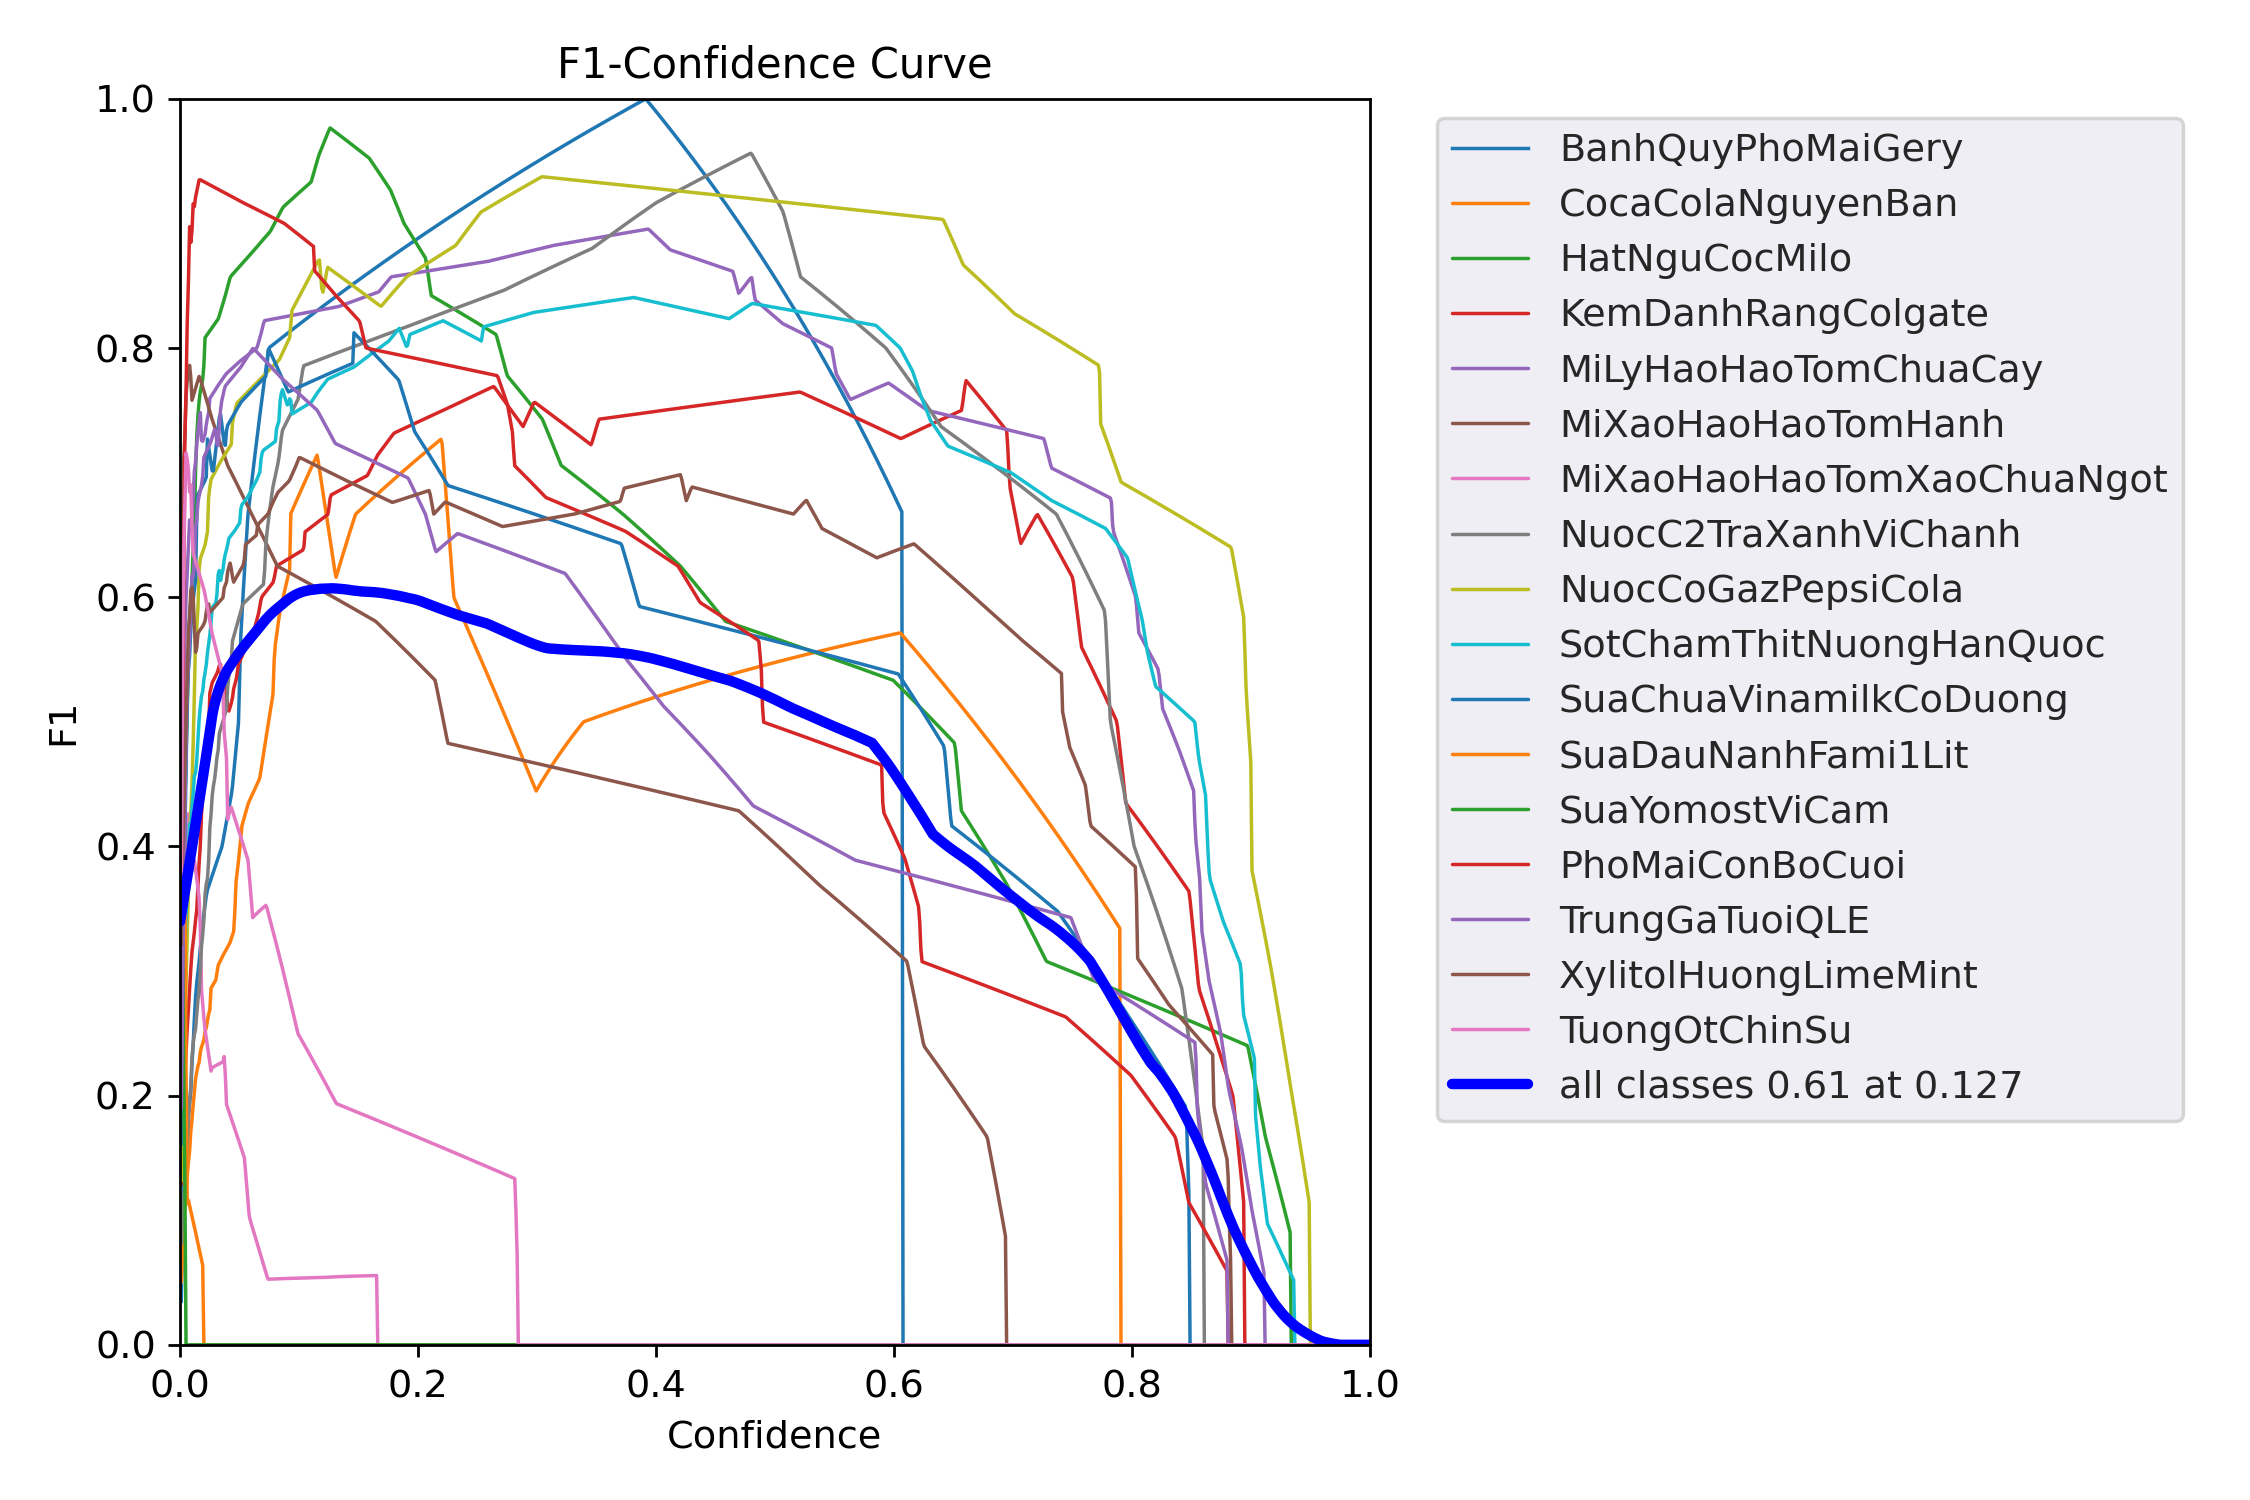 F1-Confidence Curve
1.0
0.8
0.6
0.4
0.2
0.0
F1
0.0 0.2 0.4 0.6 0.8 1.0
Confidence
BanhQuyPhoMaiGery
CocaColaNguyenBan
HatNguCocMilo
KemDanhRangColgate
MiLyHaoHaoTomChuaCay
MiXaoHaoHaoTomHanh
MiXaoHaoHaoTomXaoChuaNgot
NuocC2TraXanhViChanh
NuocCoGazPepsiCola
SotChamThitNuongHanQuoc
SuaChuaVinamilkCoDuong
SuaDauNanhFami1Lit
SuaYomostViCam
PhoMaiConBoCuoi
TrungGaTuoiQLE
XylitolHuongLimeMint
TuongOtChinSu
all classes 0.61 at 0.127